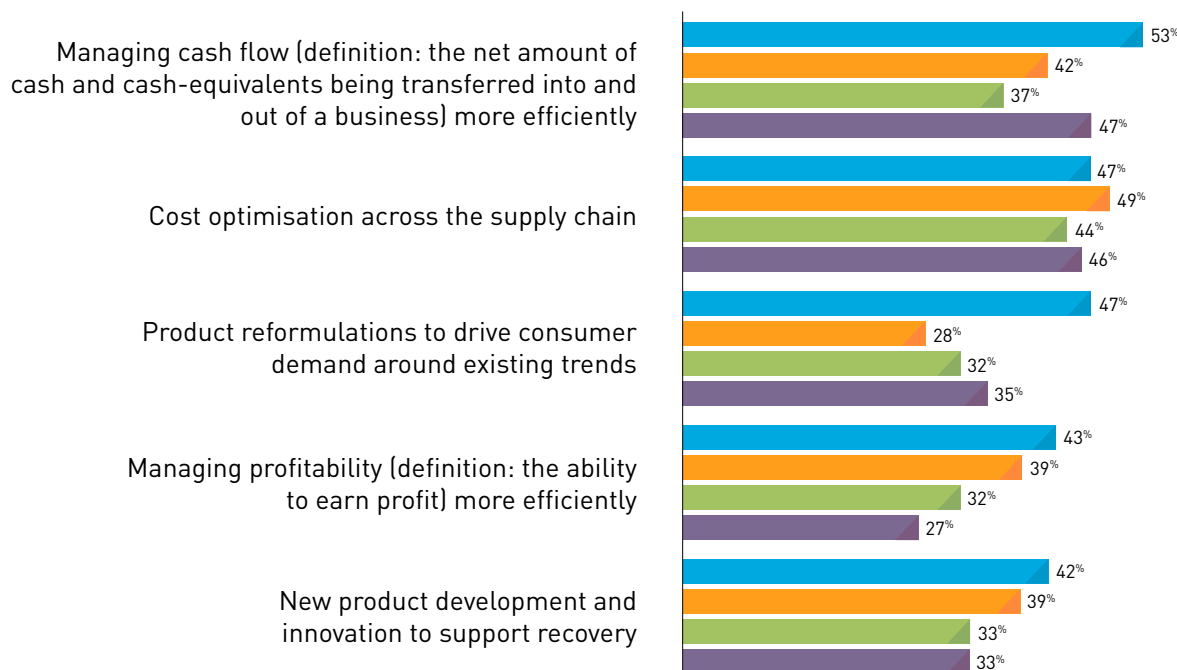 Managing cash flow (definition: the net amount of
cash and cash-equivalents being transferred into and
out of a business) more efficiently
53%
42%
37%
47%
Cost optimisation across the supply chain
47%
49%
44%
46%
Product reformulations to drive consumer
demand around existing trends
47%
28%
32%
35%
Managing profitability (definition: the ability
to earn profit) more efficiently
43%
39%
32%
27%
New product development and
innovation to support recovery
42%
39%
33%
33%